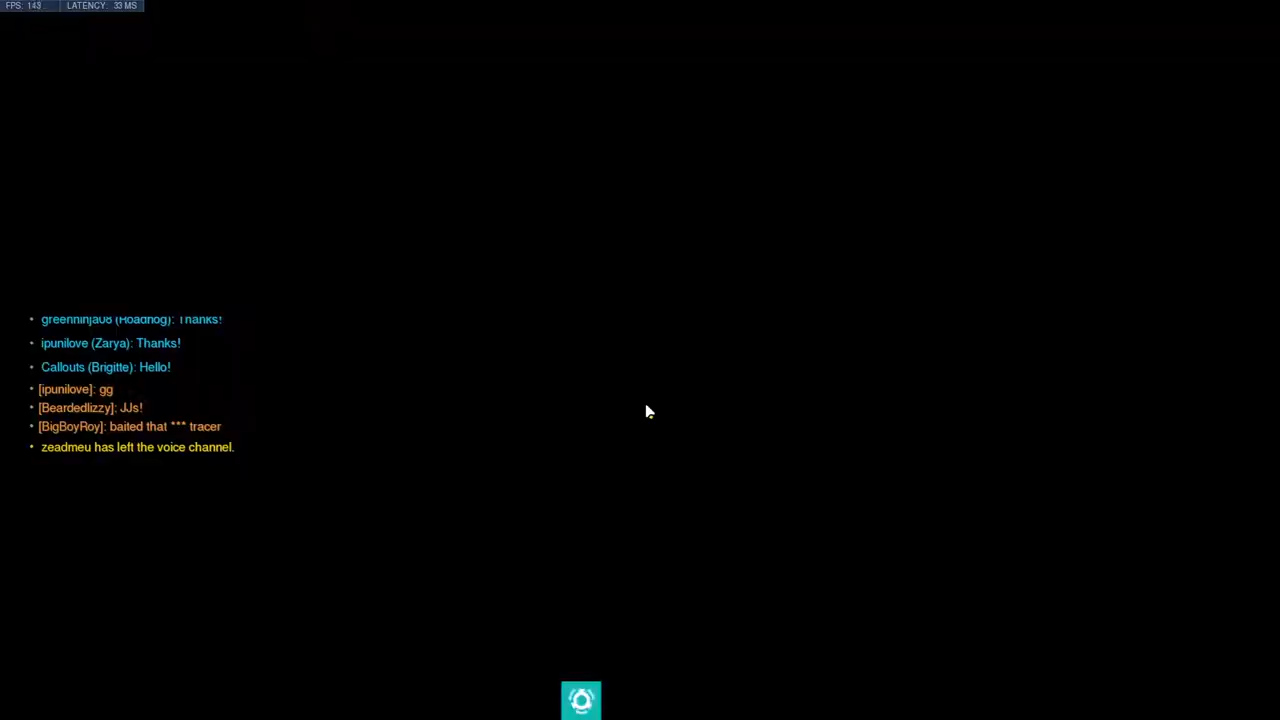 FPS: 143 LATENCY: 33 MS
greenninja08 (Roadhog): Thanks!
ipunilove (Zarya): Thanks!
Callouts (Brigitte): Hello!
[ipunilove]: gg
[Beardedlizzy]: JJs!
[BigBoyRoy]: baited that *** tracer
zeadmeu has left the voice channel.